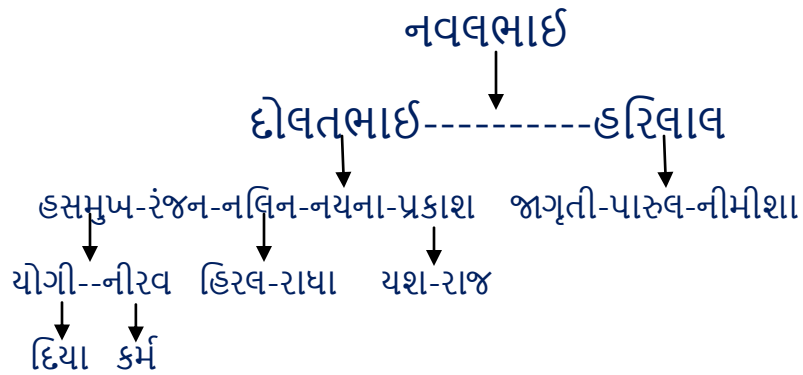 નવલભાઈ
દોલતભાઈ----------હરિલાલ
હસમુખ-રંજન-નલિન-નયના-પ્રકાશ જાગૃતી-પારુલ-નીમીશા
યોગી--નીરવ હિરલ-રાધા યશ-રાજ
દિયા કર્મ